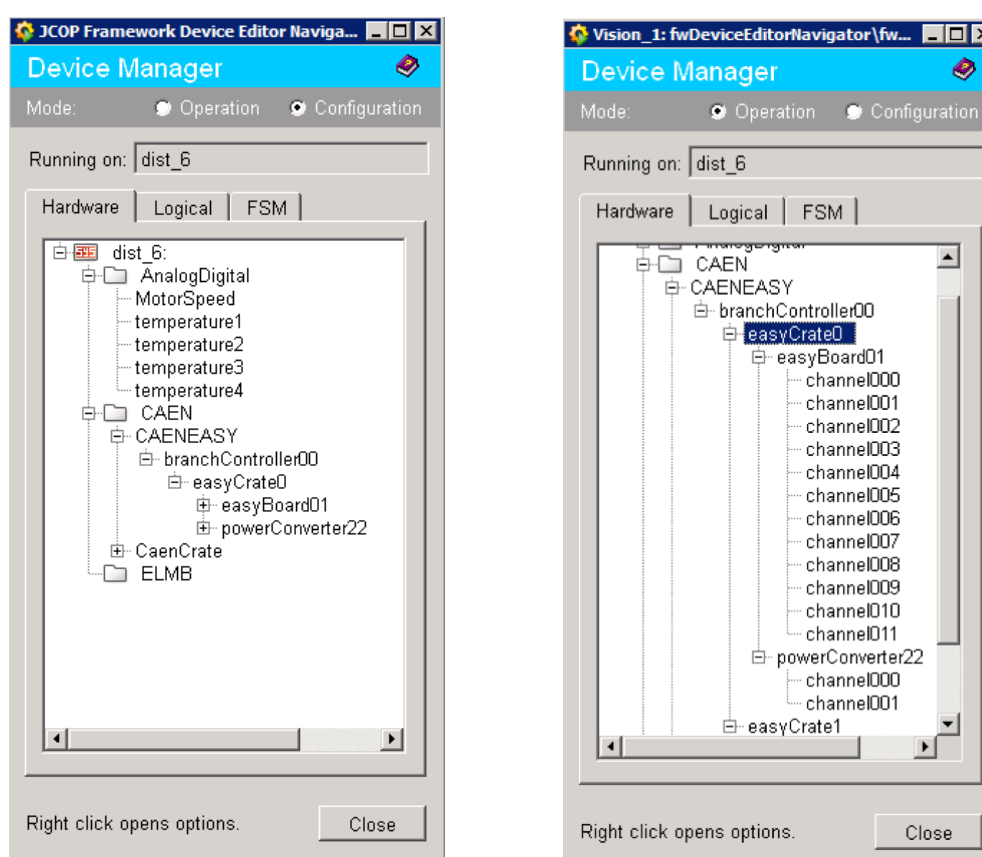 JCOP Framework Device Editor Naviga...
Device Manager
Mode: Operation Configuration
Running on: dist_6
Hardware Logical FSM
SYS dist_6:
AnalogDigital
MotorSpeed
temperature1
temperature2
temperature3
temperature4
CAEN
CAENEASY
branchController00
easyCrate0
easyBoard01
powerConverter22
CaenCrate
ELMB
Right click opens options. Close
Vision_1: fwDeviceEditorNavigator\fw...
Device Manager
Mode: Operation Configuration
Running on: dist_6
Hardware Logical FSM
AnalogDigital
CAEN
CAENEASY
branchController00
easyCrate0
easyBoard01
channel000
channel001
channel002
channel003
channel004
channel005
channel006
channel007
channel008
channel009
channel010
channel011
powerConverter22
channel000
channel001
easyCrate1
Right click opens options. Close